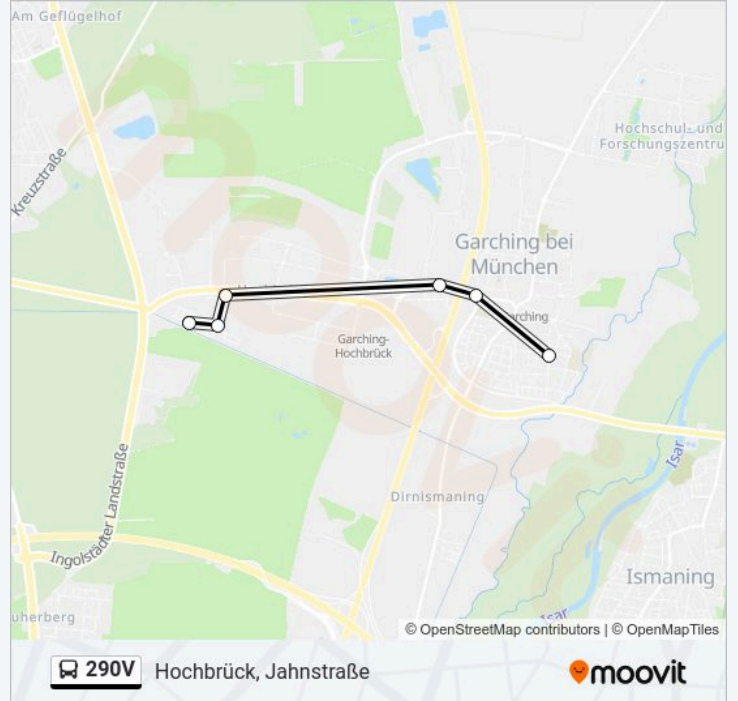 Am Geflügelhof
Kreuzstraße
Hochschul- und
Forschungszentru
Garching bei
München
Garching-
Hochbrück
Dirnismaning
Isar
Ingolstädter Landstraße
Ismaning
Isar
© OpenStreetMap contributors | © OpenMapTiles
290V Hochbrück, Jahnstraße moovit